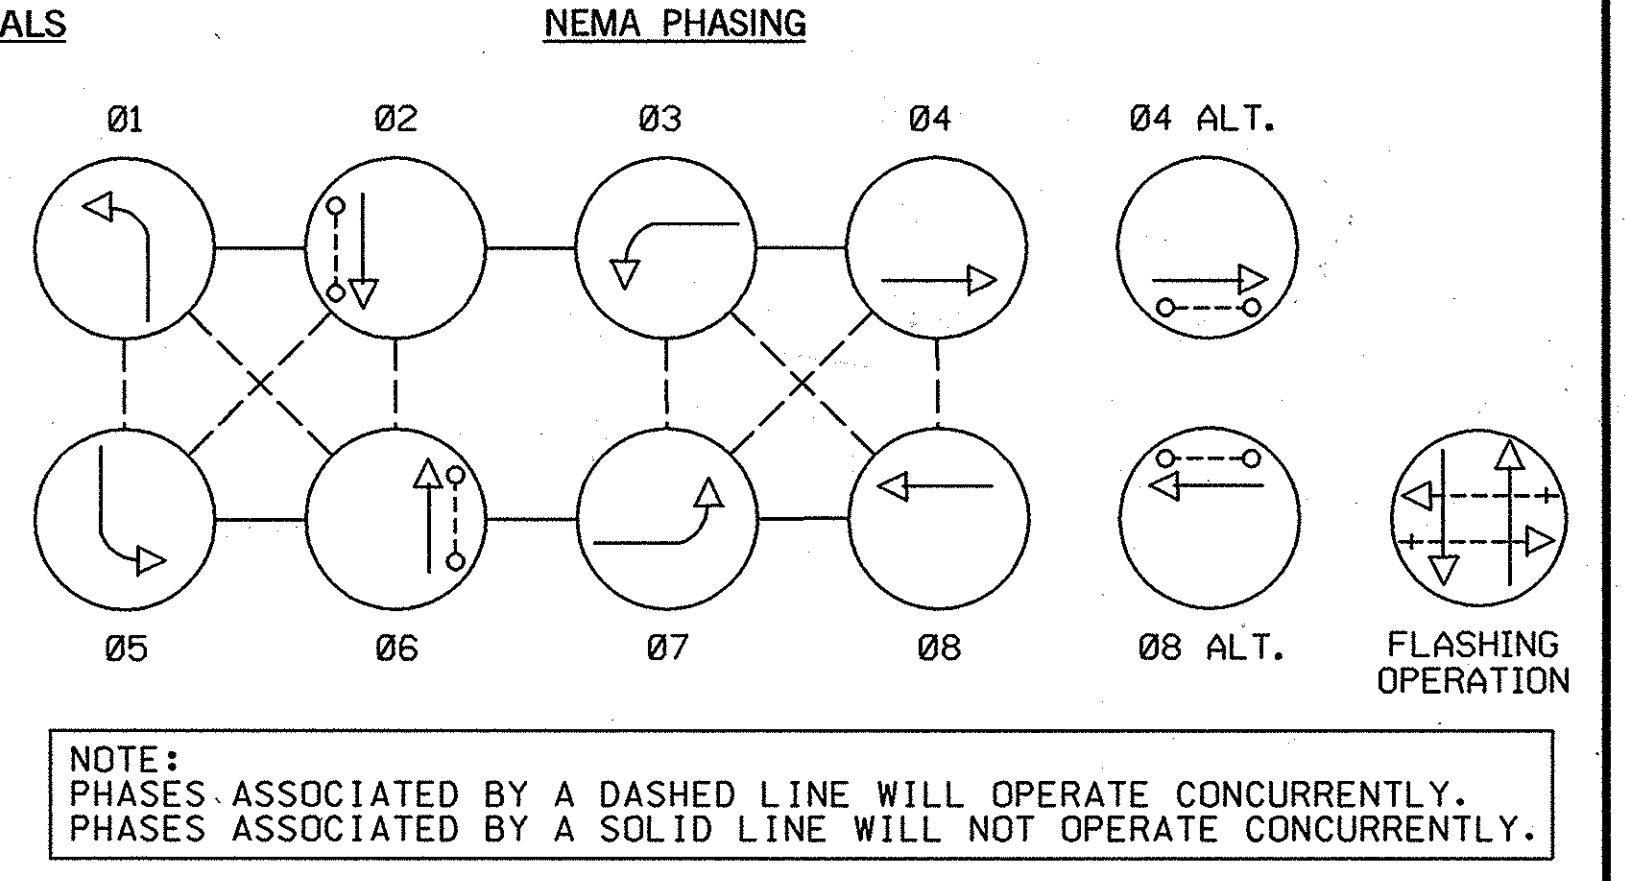 ALS
NEMA PHASING
Ø1
Ø2
Ø3
Ø4
Ø4 ALT.
Ø5
Ø6
Ø7
Ø8
Ø8 ALT.
FLASHING
OPERATION
NOTE:
PHASES ASSOCIATED BY A DASHED LINE WILL OPERATE CONCURRENTLY.
PHASES ASSOCIATED BY A SOLID LINE WILL NOT OPERATE CONCURRENTLY.